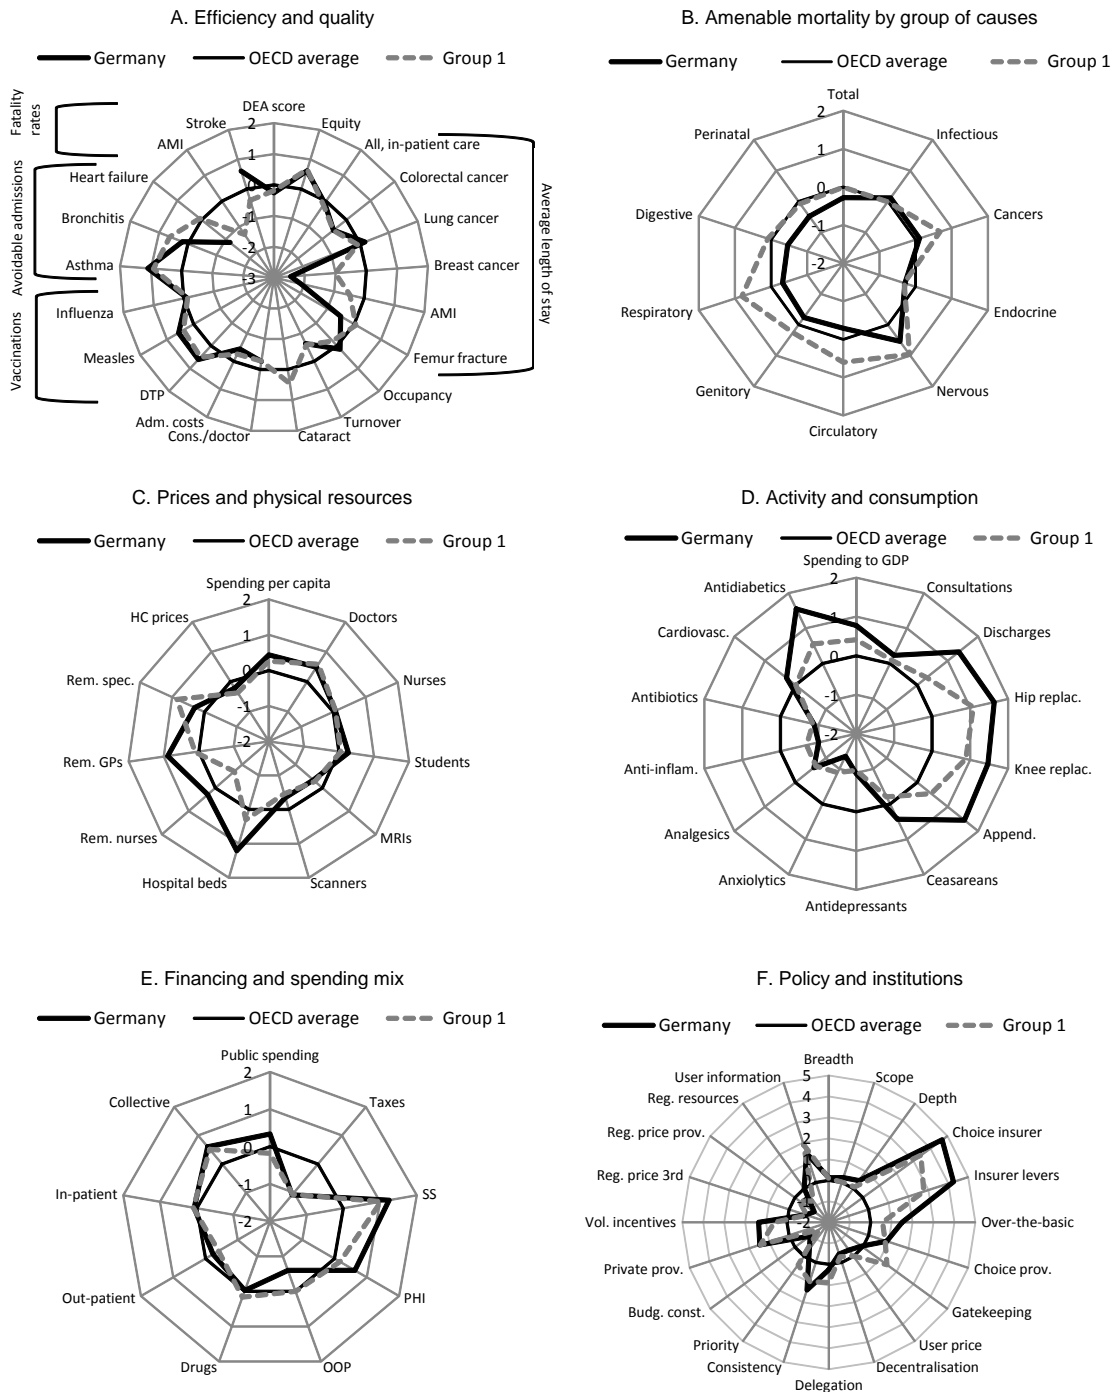 A. Efficiency and quality
Germany OECD average Group 1
Fatality rates
Avoidable admissions
Vaccinations
Average length of stay
DEA score
Equity
All, in-patient care
Colorectal cancer
Lung cancer
Breast cancer
AMI
Femur fracture
Occupancy
Turnover
Cataract
Cons./doctor
Adm. costs
DTP
Measles
Influenza
Asthma
Bronchitis
Heart failure
AMI
Stroke
2
1
0
-1
-2
-3
B. Amenable mortality by group of causes
Germany OECD average Group 1
Total
Infectious
Cancers
Endocrine
Nervous
Circulatory
Genitory
Respiratory
Digestive
Perinatal
2
1
0
-1
-2
C. Prices and physical resources
Germany OECD average Group 1
Spending per capita
Doctors
Nurses
Students
MRIs
Scanners
Hospital beds
Rem. nurses
Rem. GPs
Rem. spec.
HC prices
2
1
0
-1
-2
D. Activity and consumption
Germany OECD average Group 1
Spending to GDP
Consultations
Discharges
Hip replac.
Knee replac.
Append.
Ceasareans
Antidepressants
Anxiolytics
Analgesics
Anti-inflam.
Antibiotics
Cardiovasc.
Antidiabetics
2
1
0
-1
-2
E. Financing and spending mix
Germany OECD average Group 1
Public spending
Taxes
SS
PHI
OOP
Drugs
Out-patient
In-patient
Collective
2
1
0
-1
-2
F. Policy and institutions
Germany OECD average Group 1
Breadth
Scope
Depth
Choice insurer
Insurer levers
Over-the-basic
Choice prov.
Gatekeeping
User price
Decentralisation
Delegation
Consistency
Priority
Budg. const.
Private prov.
Vol. incentives
Reg. price 3rd
Reg. price prov.
Reg. resources
User information
5
4
3
2
1
0
-1
-2